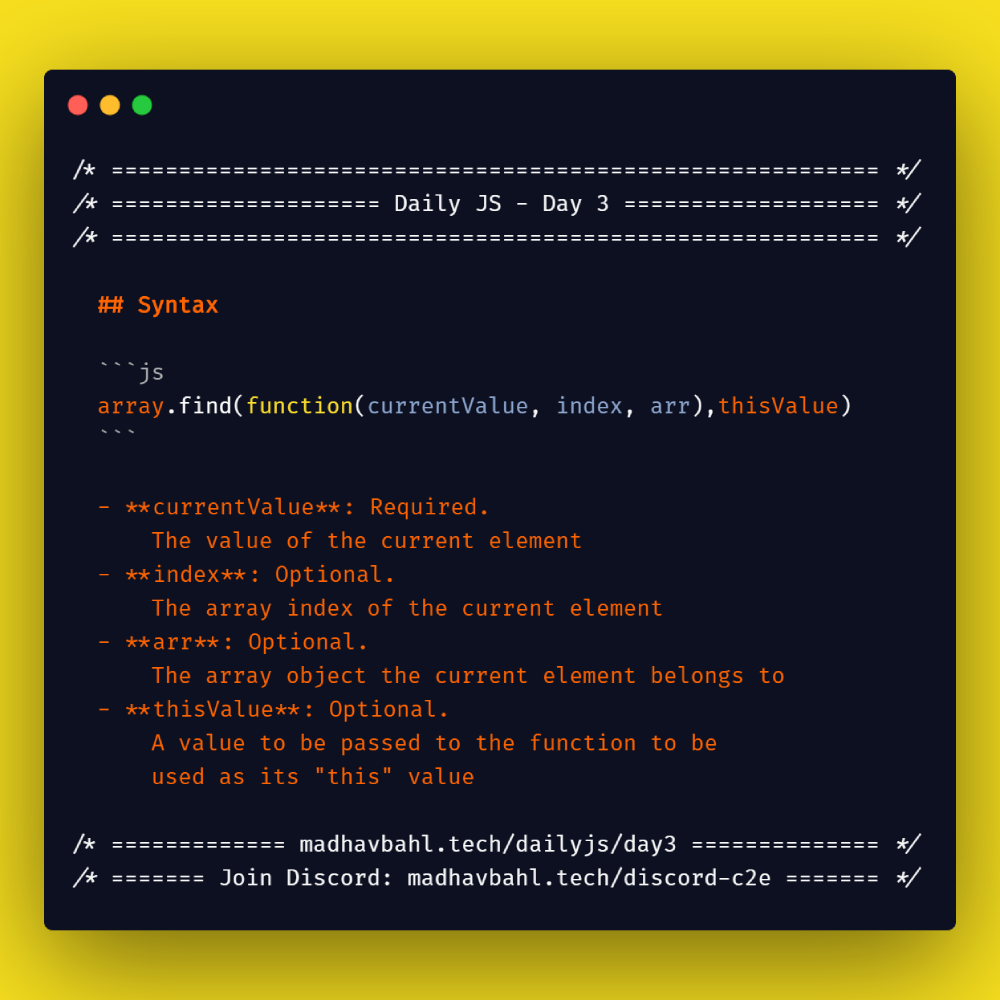 /* ========================================================= */
/* ==================== Daily JS - Day 3 =================== */
/* ========================================================= */
## Syntax
```js
array.find(function(currentValue, index, arr),thisValue)
```
- **currentValue**: Required.
The value of the current element
- **index**: Optional.
The array index of the current element
- **arr**: Optional.
The array object the current element belongs to
- **thisValue**: Optional.
A value to be passed to the function to be
used as its "this" value
/* ============= madhavbahl.tech/dailyjs/day3 ============== */
/* ======= Join Discord: madhavbahl.tech/discord-c2e ======= */